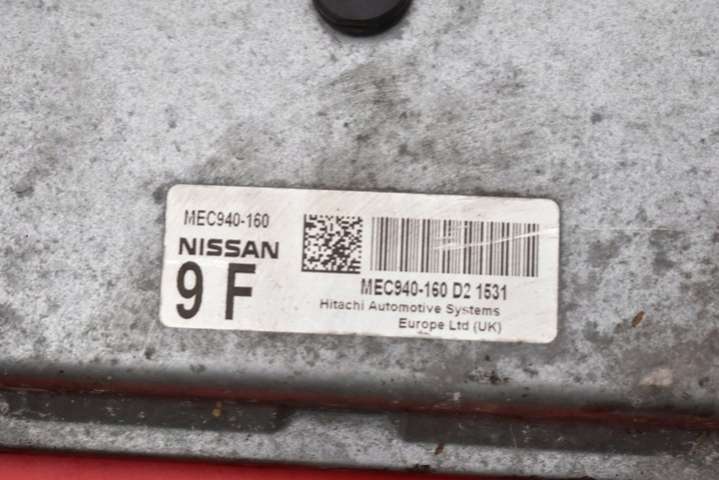 MEC940-160
NISSAN
9 F
MEC940-160 D2 1531
Hitachi Automotive Systems
Europe Ltd (UK)